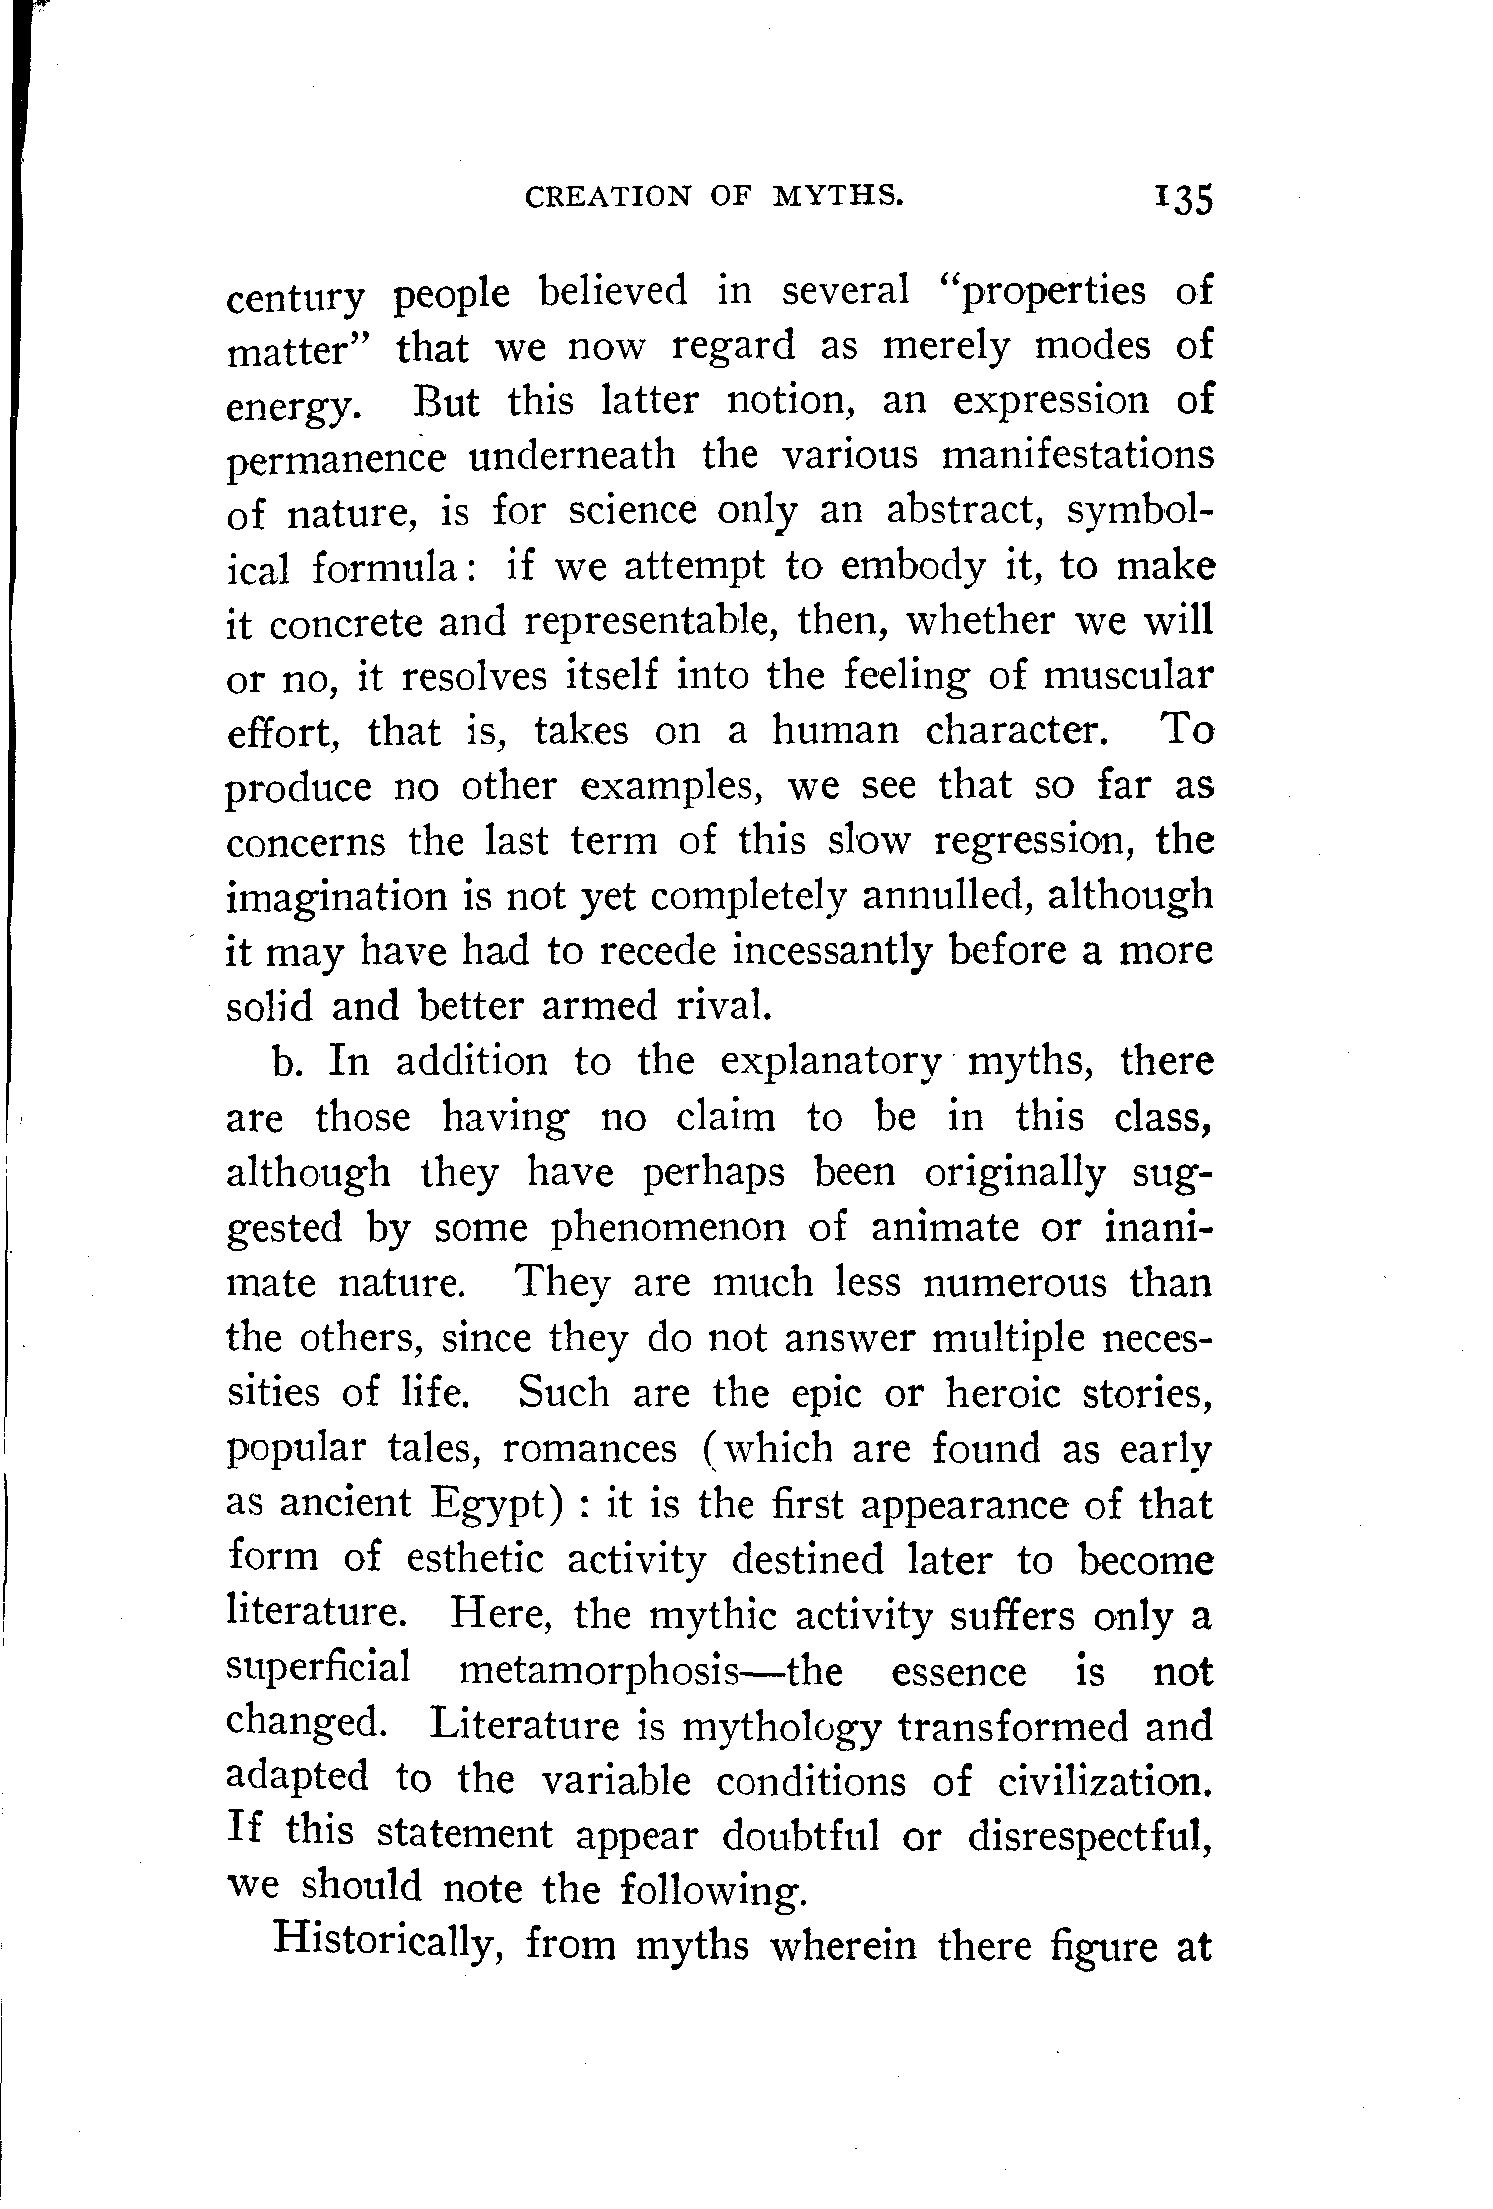 CREATION OF MYTHS. 135
century people believed in several “properties of
matter” that we now regard as merely modes of
energy. But this latter notion, an expression of
permanence underneath the various manifestations
of nature, is for science only an abstract, symbol-
ical formula: if we attempt to embody it, to make
it concrete and representable, then, whether we will
or no, it resolves itself into the feeling of muscular
effort, that is, takes on a human character. To
produce no other examples, we see that so far as
concerns the last term of this slow regression, the
imagination is not yet completely annulled, although
it may have had to recede incessantly before a more
solid and better armed rival.
b. In addition to the explanatory myths, there
are those having no claim to be in this class,
although they have perhaps been originally sug-
gested by some phenomenon of animate or inani-
mate nature. They are much less numerous than
the others, since they do not answer multiple neces-
sities of life. Such are the epic or heroic stories,
popular tales, romances (which are found as early
as ancient Egypt) : it is the first appearance of that
form of esthetic activity destined later to become
literature. Here, the mythic activity suffers only a
superficial metamorphosis—the essence is not
changed. Literature is mythology transformed and
adapted to the variable conditions of civilization.
If this statement appear doubtful or disrespectful,
we should note the following.
Historically, from myths wherein there figure at